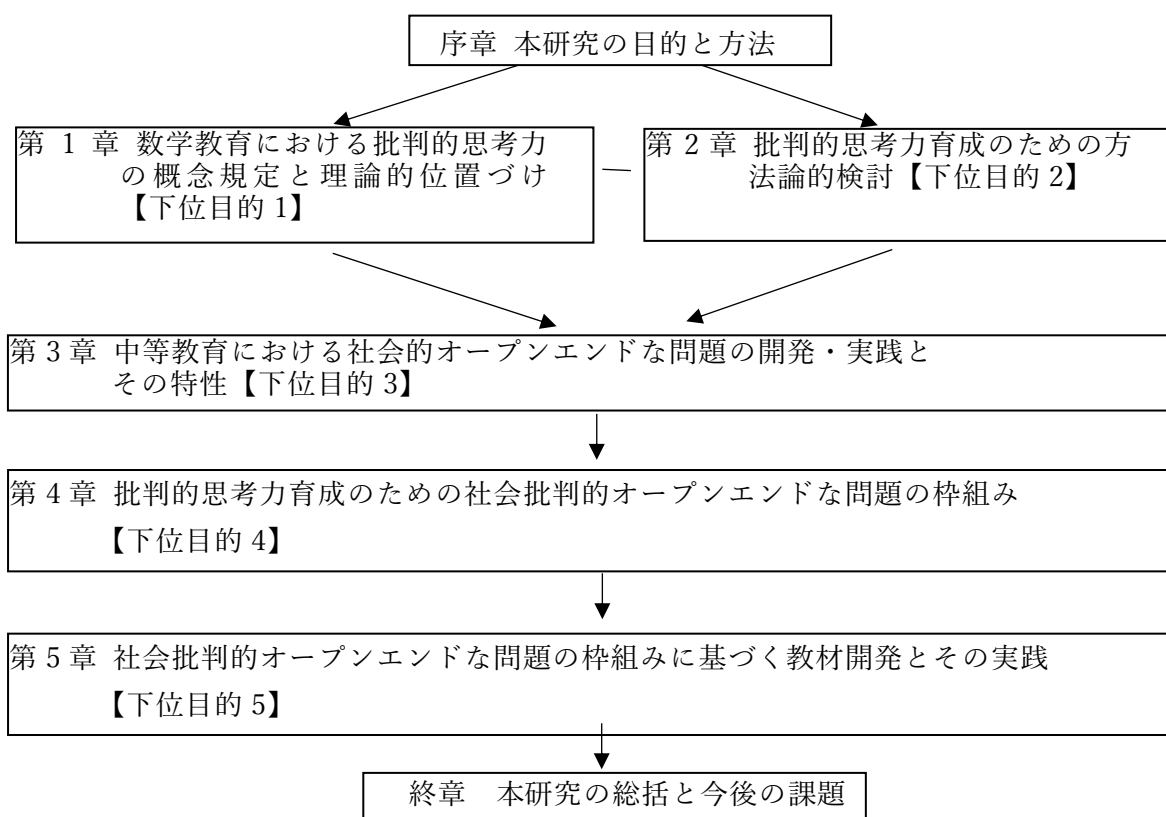 序章 本研究の目的と方法
第 1 章 数学教育における批判的思考力
の概念規定と理論的位置づけ
【下位目的 1】
第 2 章 批判的思考力育成のための方
法論的検討【下位目的 2】
第 3 章 中等教育における社会的オープンエンドな問題の開発・実践と
その特性【下位目的 3】
第 4 章 批判的思考力育成のための社会批判的オープンエンドな問題の枠組み
【下位目的 4】
第 5 章 社会批判的オープンエンドな問題の枠組みに基づく教材開発とその実践
【下位目的 5】
終章　本研究の総括と今後の課題